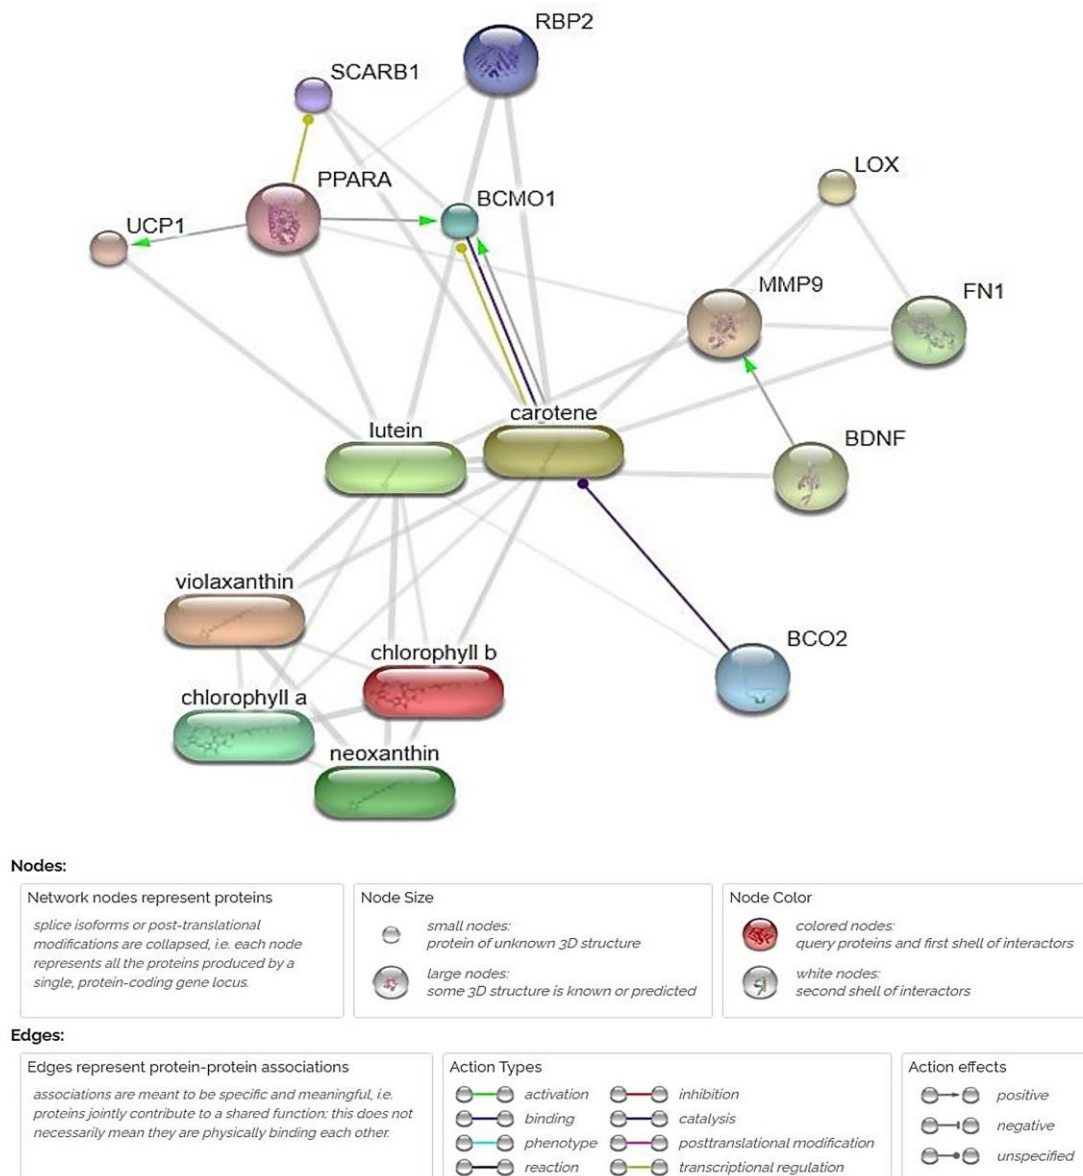 RBP2
SCARB1
LOX
PPARA
BCMO1
UCP1
MMP9
FN1
carotene
lutein
BDNF
violaxanthin
BCO2
chlorophyll b
chlorophyll a
neoxanthin
Nodes:
Network nodes represent proteins
splice isoforms or post-translational
modifications are collapsed, i.e. each node
represents all the proteins produced by a
single, protein-coding gene locus.
Node Size
small nodes:
protein of unknown 3D structure
large nodes:
some 3D structure is known or predicted
Node Color
colored nodes:
query proteins and first shell of interactors
white nodes:
second shell of interactors
Edges:
Edges represent protein-protein associations
associations are meant to be specific and meaningful, i.e.
proteins jointly contribute to a shared function; this does not
necessarily mean they are physically binding each other.
Action Types
activation
inhibition
binding
catalysis
phenotype
posttranslational modification
reaction
transcriptional regulation
Action effects
positive
negative
unspecified